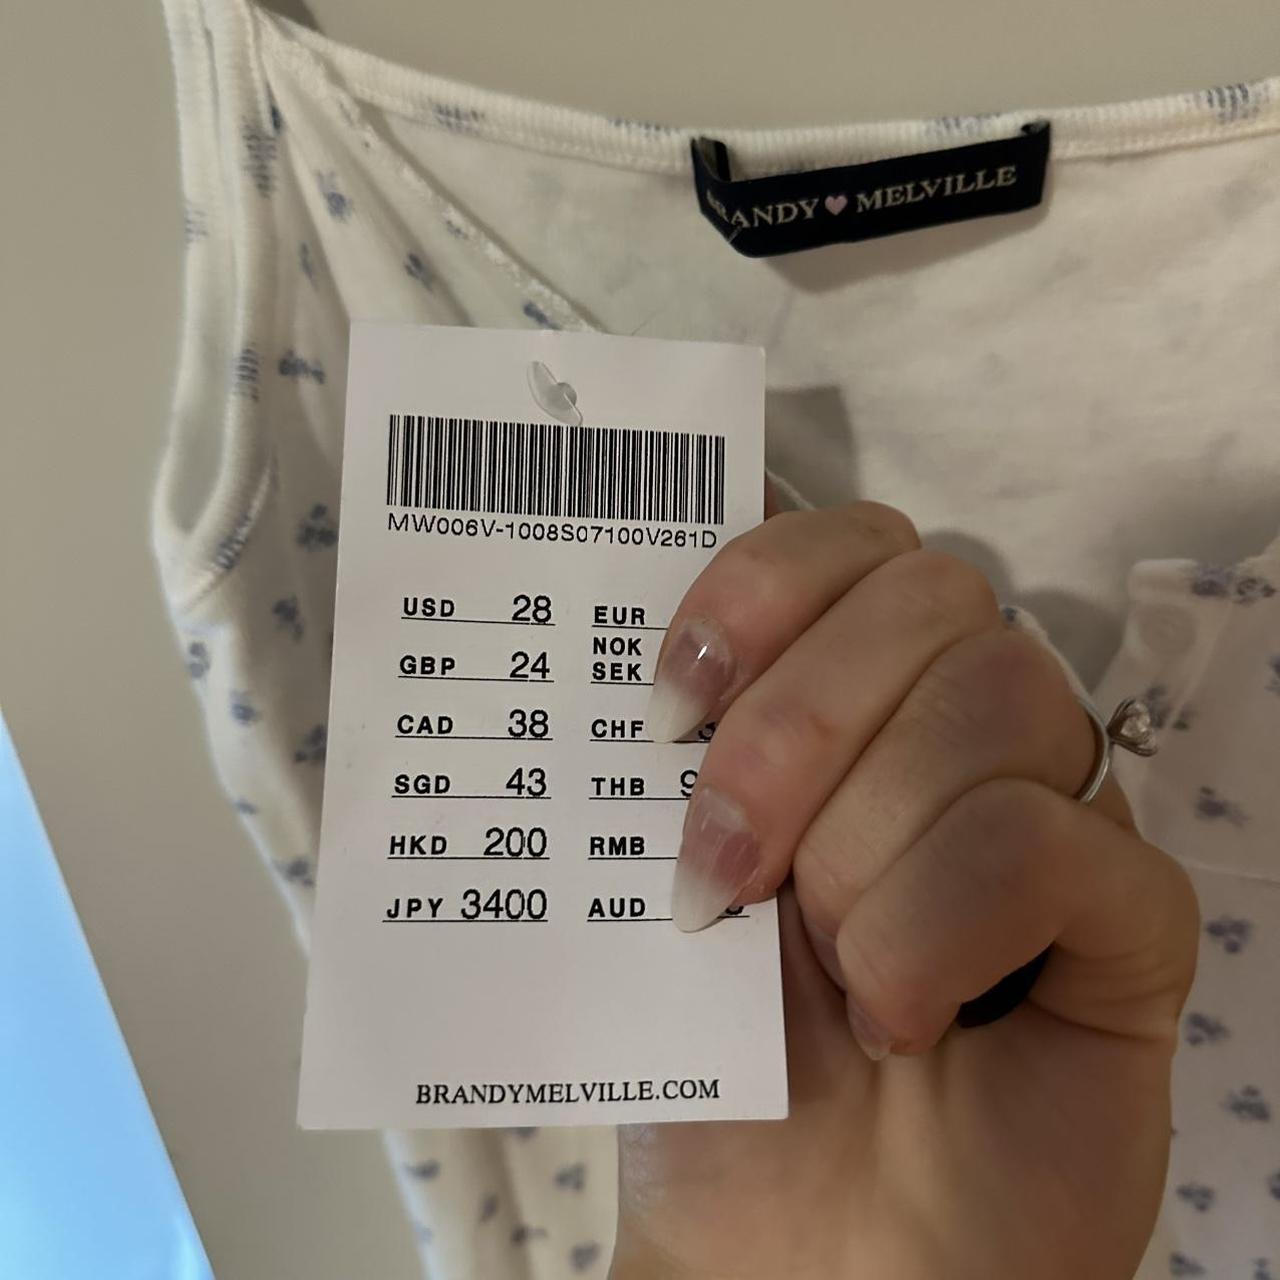 BRANDY MELVILLE
MW006V-1008S07100V261D
USD 28 EUR
GBP 24 NOK SEK
CAD 38 CHF
SGD 43 THB
HKD 200 RMB
JPY 3400 AUD
BRANDYMELVILLE.COM